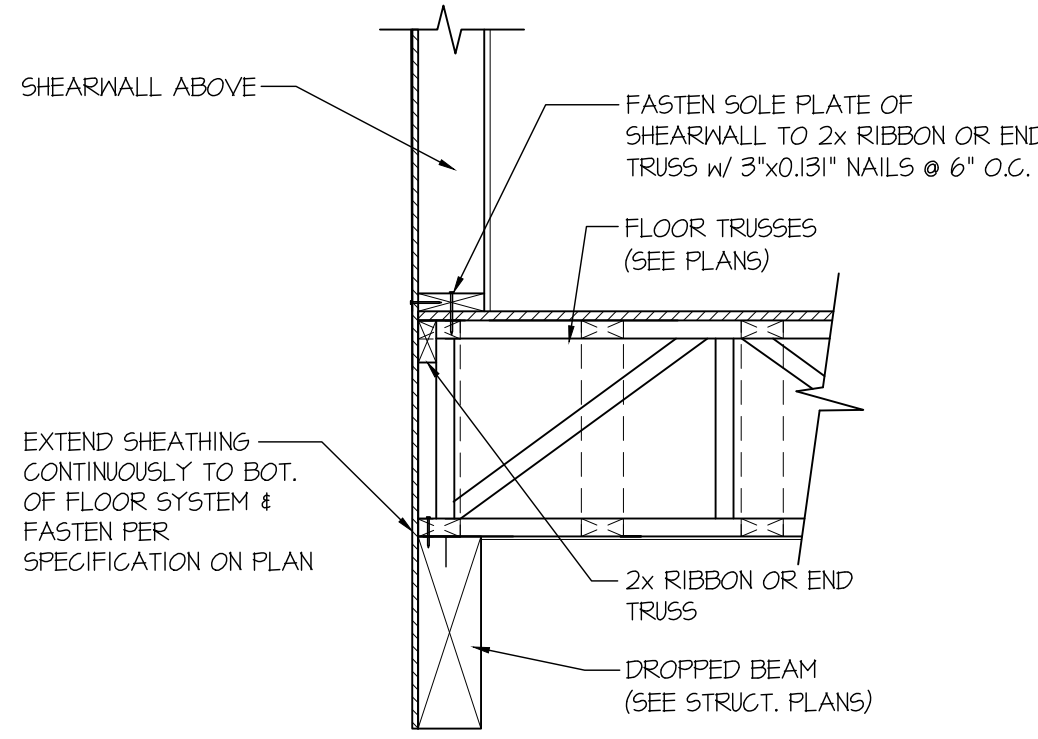 SHEARWALL ABOVE
FASTEN SOLE PLATE OF
SHEARWALL TO 2x RIBBON OR END
TRUSS w/ 3"x0.131" NAILS @ 6" O.C.
FLOOR TRUSSES
(SEE PLANS)
EXTEND SHEATHING
CONTINUOUSLY TO BOT.
OF FLOOR SYSTEM &
FASTEN PER
SPECIFICATION ON PLAN
2x RIBBON OR END
TRUSS
DROPPED BEAM
(SEE STRUCT. PLANS)